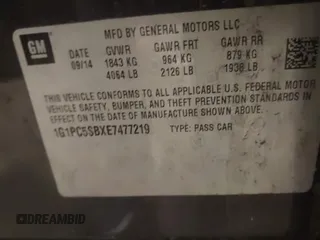 GM
MFD BY GENERAL MOTORS LLC
09/14 GVWR GAWR FRT GAWR RR
1843 KG 964 KG 879 KG
4064 LB 2126 LB 1938 LB
THIS VEHICLE CONFORMS TO ALL APPLICABLE U.S. FEDERAL MOTOR
VEHICLE SAFETY, BUMPER, AND THEFT PREVENTION STANDARDS IN
EFFECT ON THE DATE OF MANUFACTURE SHOWN ABOVE.
1G1PC5SBXE7477219 TYPE: PASS CAR
DREAMBID